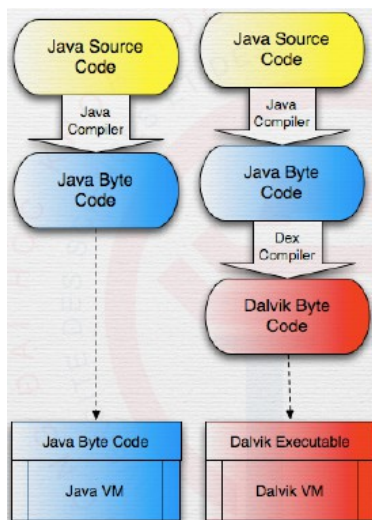 Java Source
Code
Java
Compiler
Java Byte
Code
Java Byte Code
Java VM
Java Source
Code
Java
Compiler
Java Byte
Code
Dex
Compiler
Dalvik Byte
Code
Dalvik Executable
Dalvik VM